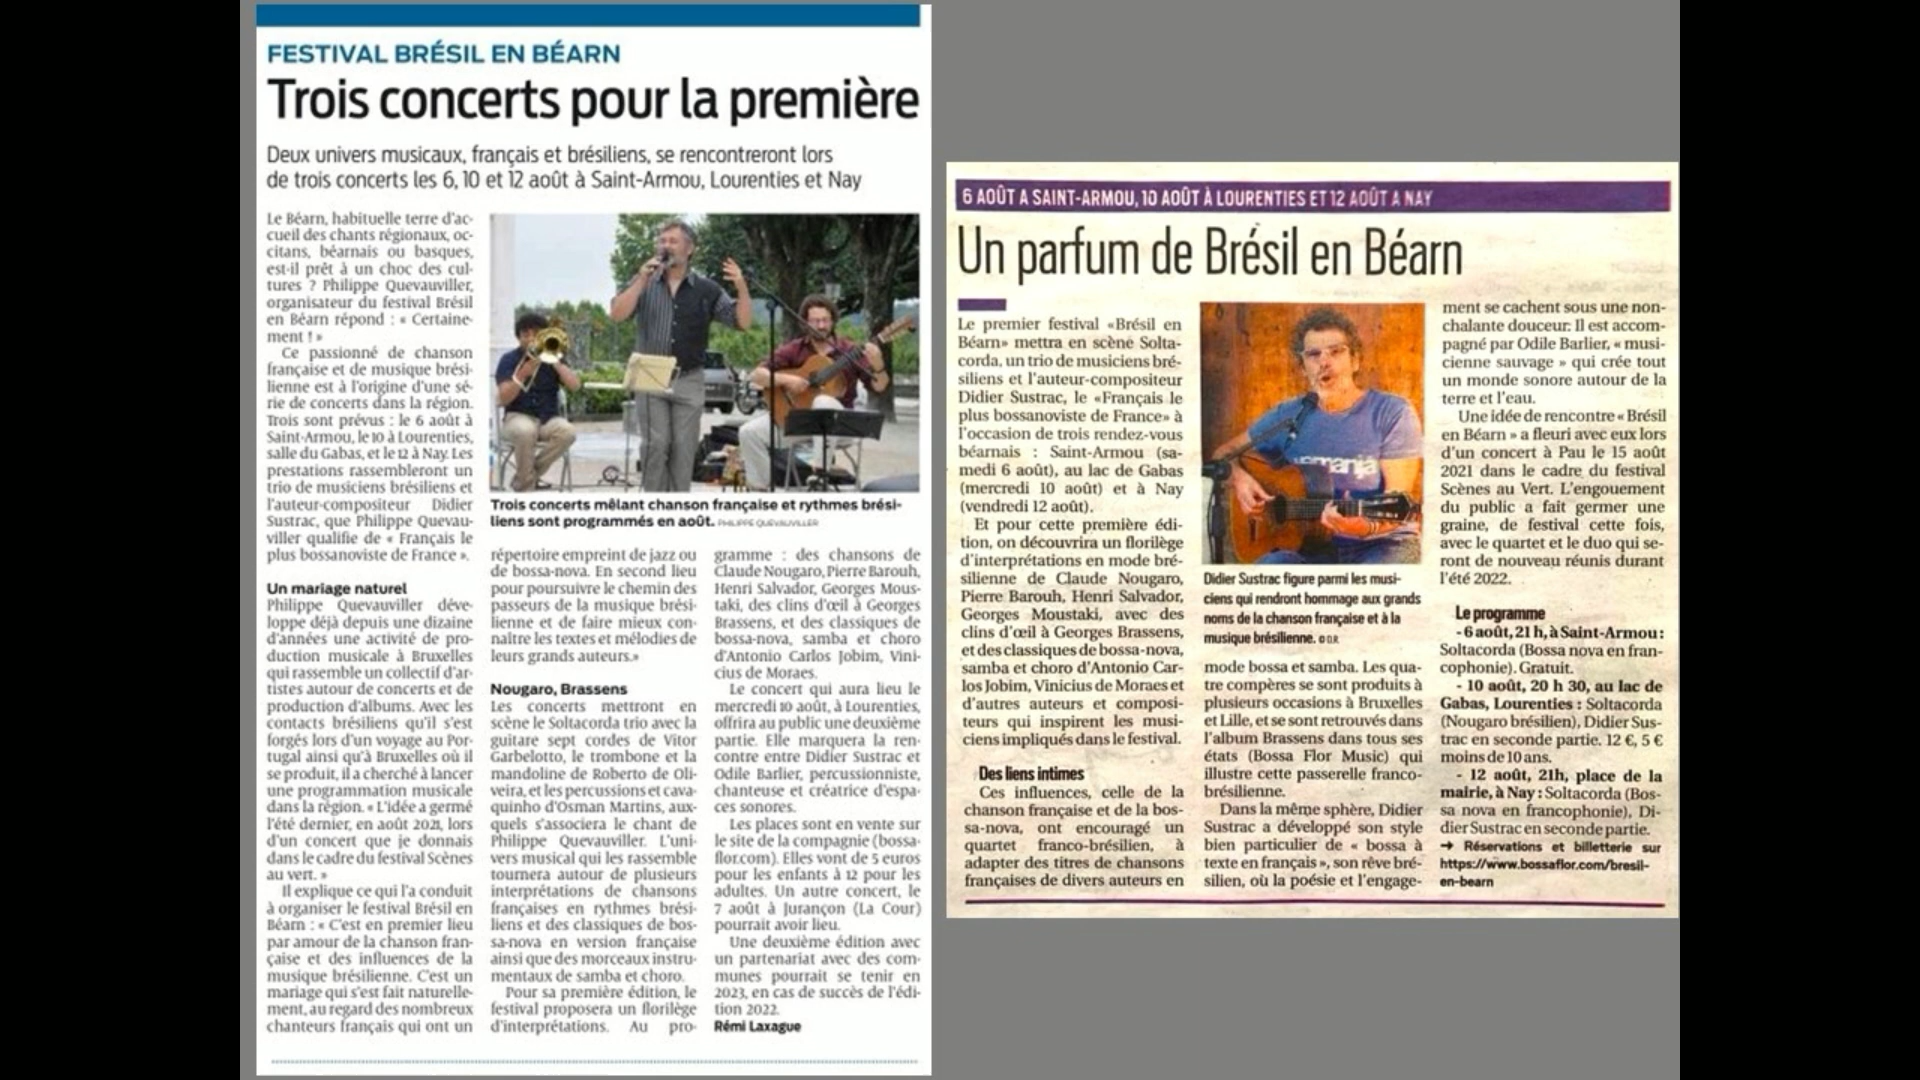 FESTIVAL BRÉSIL EN BÉARN
Trois concerts pour la première
Deux univers musicaux, français et brésiliens, se rencontreront lors
de trois concerts les 6, 10 et 12 août à Saint-Armou, Lourenties et Nay
Le Béarn, habituelle terre d'ac-
cueil des chants régionaux, oc-
citans, béarnais ou basques,
est-il prêt à un choc des cul-
tures ? Philippe Quevauviller,
organisateur du festival Brésil
en Béarn répond : « Certaine-
ment ! »
Ce passionné de chanson
française et de musique brési-
lienne est à l'origine d'une sé-
rie de concerts dans la région.
Trois sont prévus : le 6 août à
Saint-Armou, le 10 à Lourenties,
salle du Gabas, et le 12 à Nay. Les
prestations rassembleront un
trio de musiciens brésiliens et
l'auteur-compositeur Didier
Sustrac, que Philippe Quevau-
viller qualifie de « Français le
plus bossanoviste de France ».
Un mariage naturel
Philippe Quevauviller déve-
loppe déjà depuis une dizaine
d'années une activité de pro-
duction musicale à Bruxelles
qui rassemble un collectif d'ar-
tistes autour de concerts et de
production d'albums. Avec les
contacts brésiliens qu'il s'est
forgés lors d'un voyage au Por-
tugal ainsi qu'à Bruxelles où il
se produit, il a cherché à lancer
une programmation musicale
dans la région. « L'idée a germé
l'été dernier, en août 2021, lors
d'un concert que je donnais
dans le cadre du festival Scènes
au vert. »
Il explique ce qui l'a conduit
à organiser le festival Brésil en
Béarn : « C'est en premier lieu
par amour de la chanson fran-
çaise et des influences de la
musique brésilienne. C'est un
mariage qui s'est fait naturelle-
ment, au regard des nombreux
chanteurs français qui ont un
Trois concerts mêlant chanson française et rythmes brési-
liens sont programmés en août. PHILIPPE QUEVAUVILLER
répertoire empreint de jazz ou
de bossa-nova. En second lieu
pour poursuivre le chemin des
passeurs de la musique brési-
lienne et de faire mieux con-
naître les textes et mélodies de
leurs grands auteurs.»
Nougaro, Brassens
Les concerts mettront en
scène le Soltacorda trio avec la
guitare sept cordes de Vitor
Garbelotto, le trombone et la
mandoline de Roberto de Oli-
veira, et les percussions et cava-
quinho d'Osman Martins, aux-
quels s'associera le chant de
Philippe Quevauviller. L'uni-
vers musical qui les rassemble
tournera autour de plusieurs
interprétations de chansons
françaises en rythmes brési-
liens et des classiques de bos-
sa-nova en version française
ainsi que des morceaux instru-
mentaux de samba et choro.
Pour sa première édition, le
festival proposera un florilège
d'interprétations. Au pro-
gramme : des chansons de
Claude Nougaro, Pierre Barouh,
Henri Salvador, Georges Mous-
taki, des clins d'œil à Georges
Brassens, et des classiques de
bossa-nova, samba et choro
d'Antonio Carlos Jobim, Vini-
cius de Moraes.
Le concert qui aura lieu le
mercredi 10 août, à Lourenties,
offrira au public une deuxième
partie. Elle marquera la ren-
contre entre Didier Sustrac et
Odile Barlier, percussionniste,
chanteuse et créatrice d'espa-
ces sonores.
Les places sont en vente sur
le site de la compagnie (bossa-
flor.com). Elles vont de 5 euros
pour les enfants à 12 pour les
adultes. Un autre concert, le
7 août à Jurançon (La Cour)
pourrait avoir lieu.
Une deuxième édition avec
un partenariat avec des com-
munes pourrait se tenir en
2023, en cas de succès de l'édi-
tion 2022.
Rémi Laxague
6 AOÛT A SAINT-ARMOU, 10 AOÛT À LOURENTIES ET 12 AOÛT A NAY
Un parfum de Brésil en Béarn
Le premier festival «Brésil en
Béarn» mettra en scène Solta-
corda, un trio de musiciens bré-
siliens et l'auteur-compositeur
Didier Sustrac, le «Français le
plus bossanoviste de France» à
l'occasion de trois rendez-vous
béarnais : Saint-Armou (sa-
medi 6 août), au lac de Gabas
(mercredi 10 août) et à Nay
(vendredi 12 août).
Et pour cette première édi-
tion, on découvrira un florilège
d'interprétations en mode bré-
silienne de Claude Nougaro,
Pierre Barouh, Henri Salvador,
Georges Moustaki, avec des
clins d'œil à Georges Brassens,
et des classiques de bossa-nova,
samba et choro d'Antonio Car-
los Jobim, Vinicius de Moraes et
d'autres auteurs et composi-
teurs qui inspirent les musi-
ciens impliqués dans le festival.
Des liens intimes
Ces influences, celle de la
chanson française et de la bos-
sa-nova, ont encouragé un
quartet franco-brésilien, à
adapter des titres de chansons
françaises de divers auteurs en
Didier Sustrac figure parmi les musi-
ciens qui rendront hommage aux grands
noms de la chanson française et à la
musique brésilienne. © D.R.
mode bossa et samba. Les qua-
tre compères se sont produits à
plusieurs occasions à Bruxelles
et Lille, et se sont retrouvés dans
l'album Brassens dans tous ses
états (Bossa Flor Music) qui
illustre cette passerelle franco-
brésilienne.
Dans la même sphère, Didier
Sustrac a développé son style
bien particulier de « bossa à
texte en français », son rêve bré-
silien, où la poésie et l'engage-
ment se cachent sous une non-
chalante douceur. Il est accom-
pagné par Odile Barlier, « musi-
cienne sauvage » qui crée tout
un monde sonore autour de la
terre et l'eau.
Une idée de rencontre « Brésil
en Béarn » a fleuri avec eux lors
d'un concert à Pau le 15 août
2021 dans le cadre du festival
Scènes au Vert. L'engouement
du public a fait germer une
graine, de festival cette fois,
avec le quartet et le duo qui se-
ront de nouveau réunis durant
l'été 2022.
Le programme
- 6 août, 21 h, à Saint-Armou :
Soltacorda (Bossa nova en fran-
cophonie). Gratuit.
- 10 août, 20 h 30, au lac de
Gabas, Lourenties : Soltacorda
(Nougaro brésilien), Didier Sus-
trac en seconde partie. 12 €, 5 €
moins de 10 ans.
- 12 août, 21h, place de la
mairie, à Nay : Soltacorda (Bos-
sa nova en francophonie), Di-
dier Sustrac en seconde partie.
➔ Réservations et billetterie sur
https://www.bossaflor.com/bresil-
en-bearn